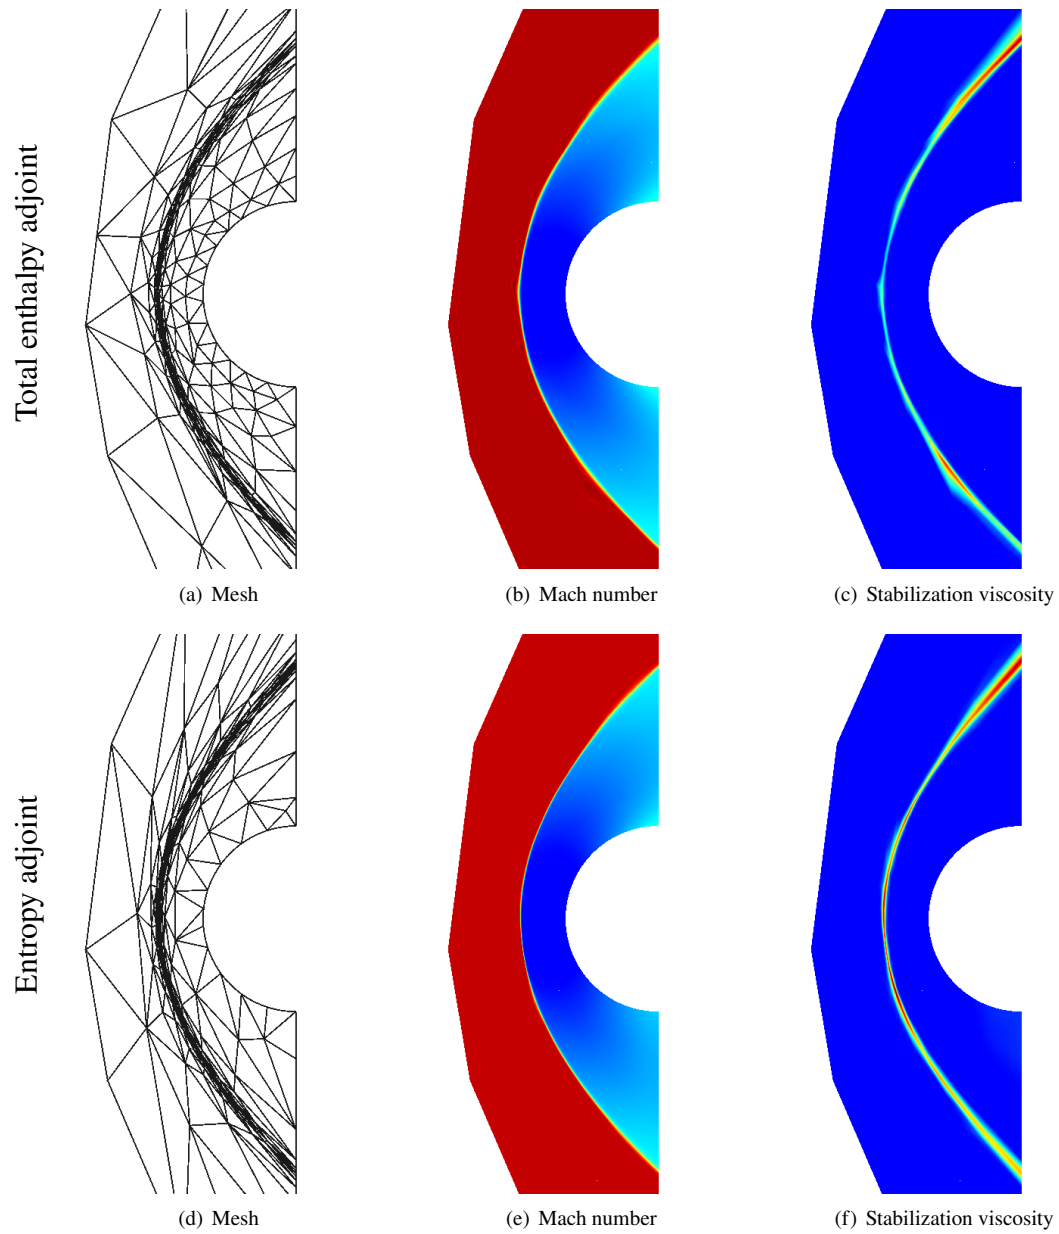 Total enthalpy adjoint
(a) Mesh
(b) Mach number
(c) Stabilization viscosity
Entropy adjoint
(d) Mesh
(e) Mach number
(f) Stabilization viscosity